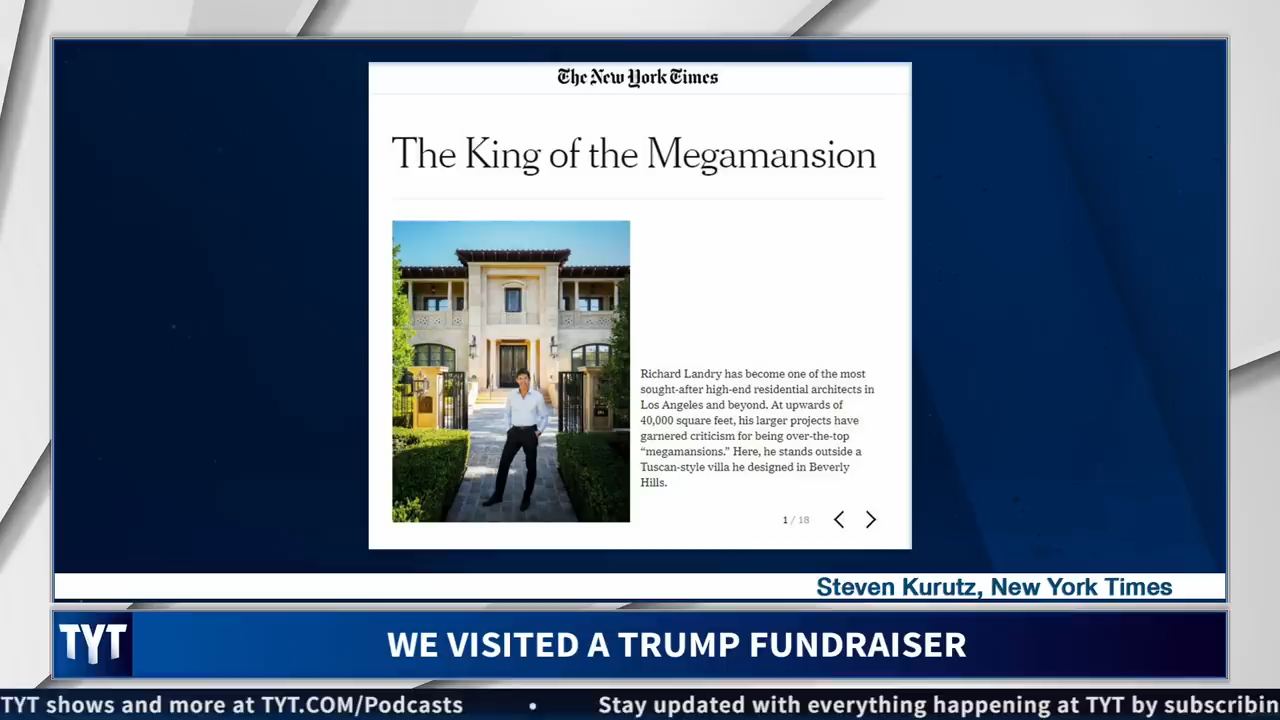 The New York Times
The King of the Megamansion
Richard Landry has become one of the most
sought-after high-end residential architects in
Los Angeles and beyond. At upwards of
40,000 square feet, his larger projects have
garnered criticism for being over-the-top
“megamansions.” Here, he stands outside a
Tuscan-style villa he designed in Beverly
Hills.
1 / 18
Steven Kurutz, New York Times
TYT
WE VISITED A TRUMP FUNDRAISER
TYT shows and more at TYT.COM/Podcasts • Stay updated with everything happening at TYT by subscribin